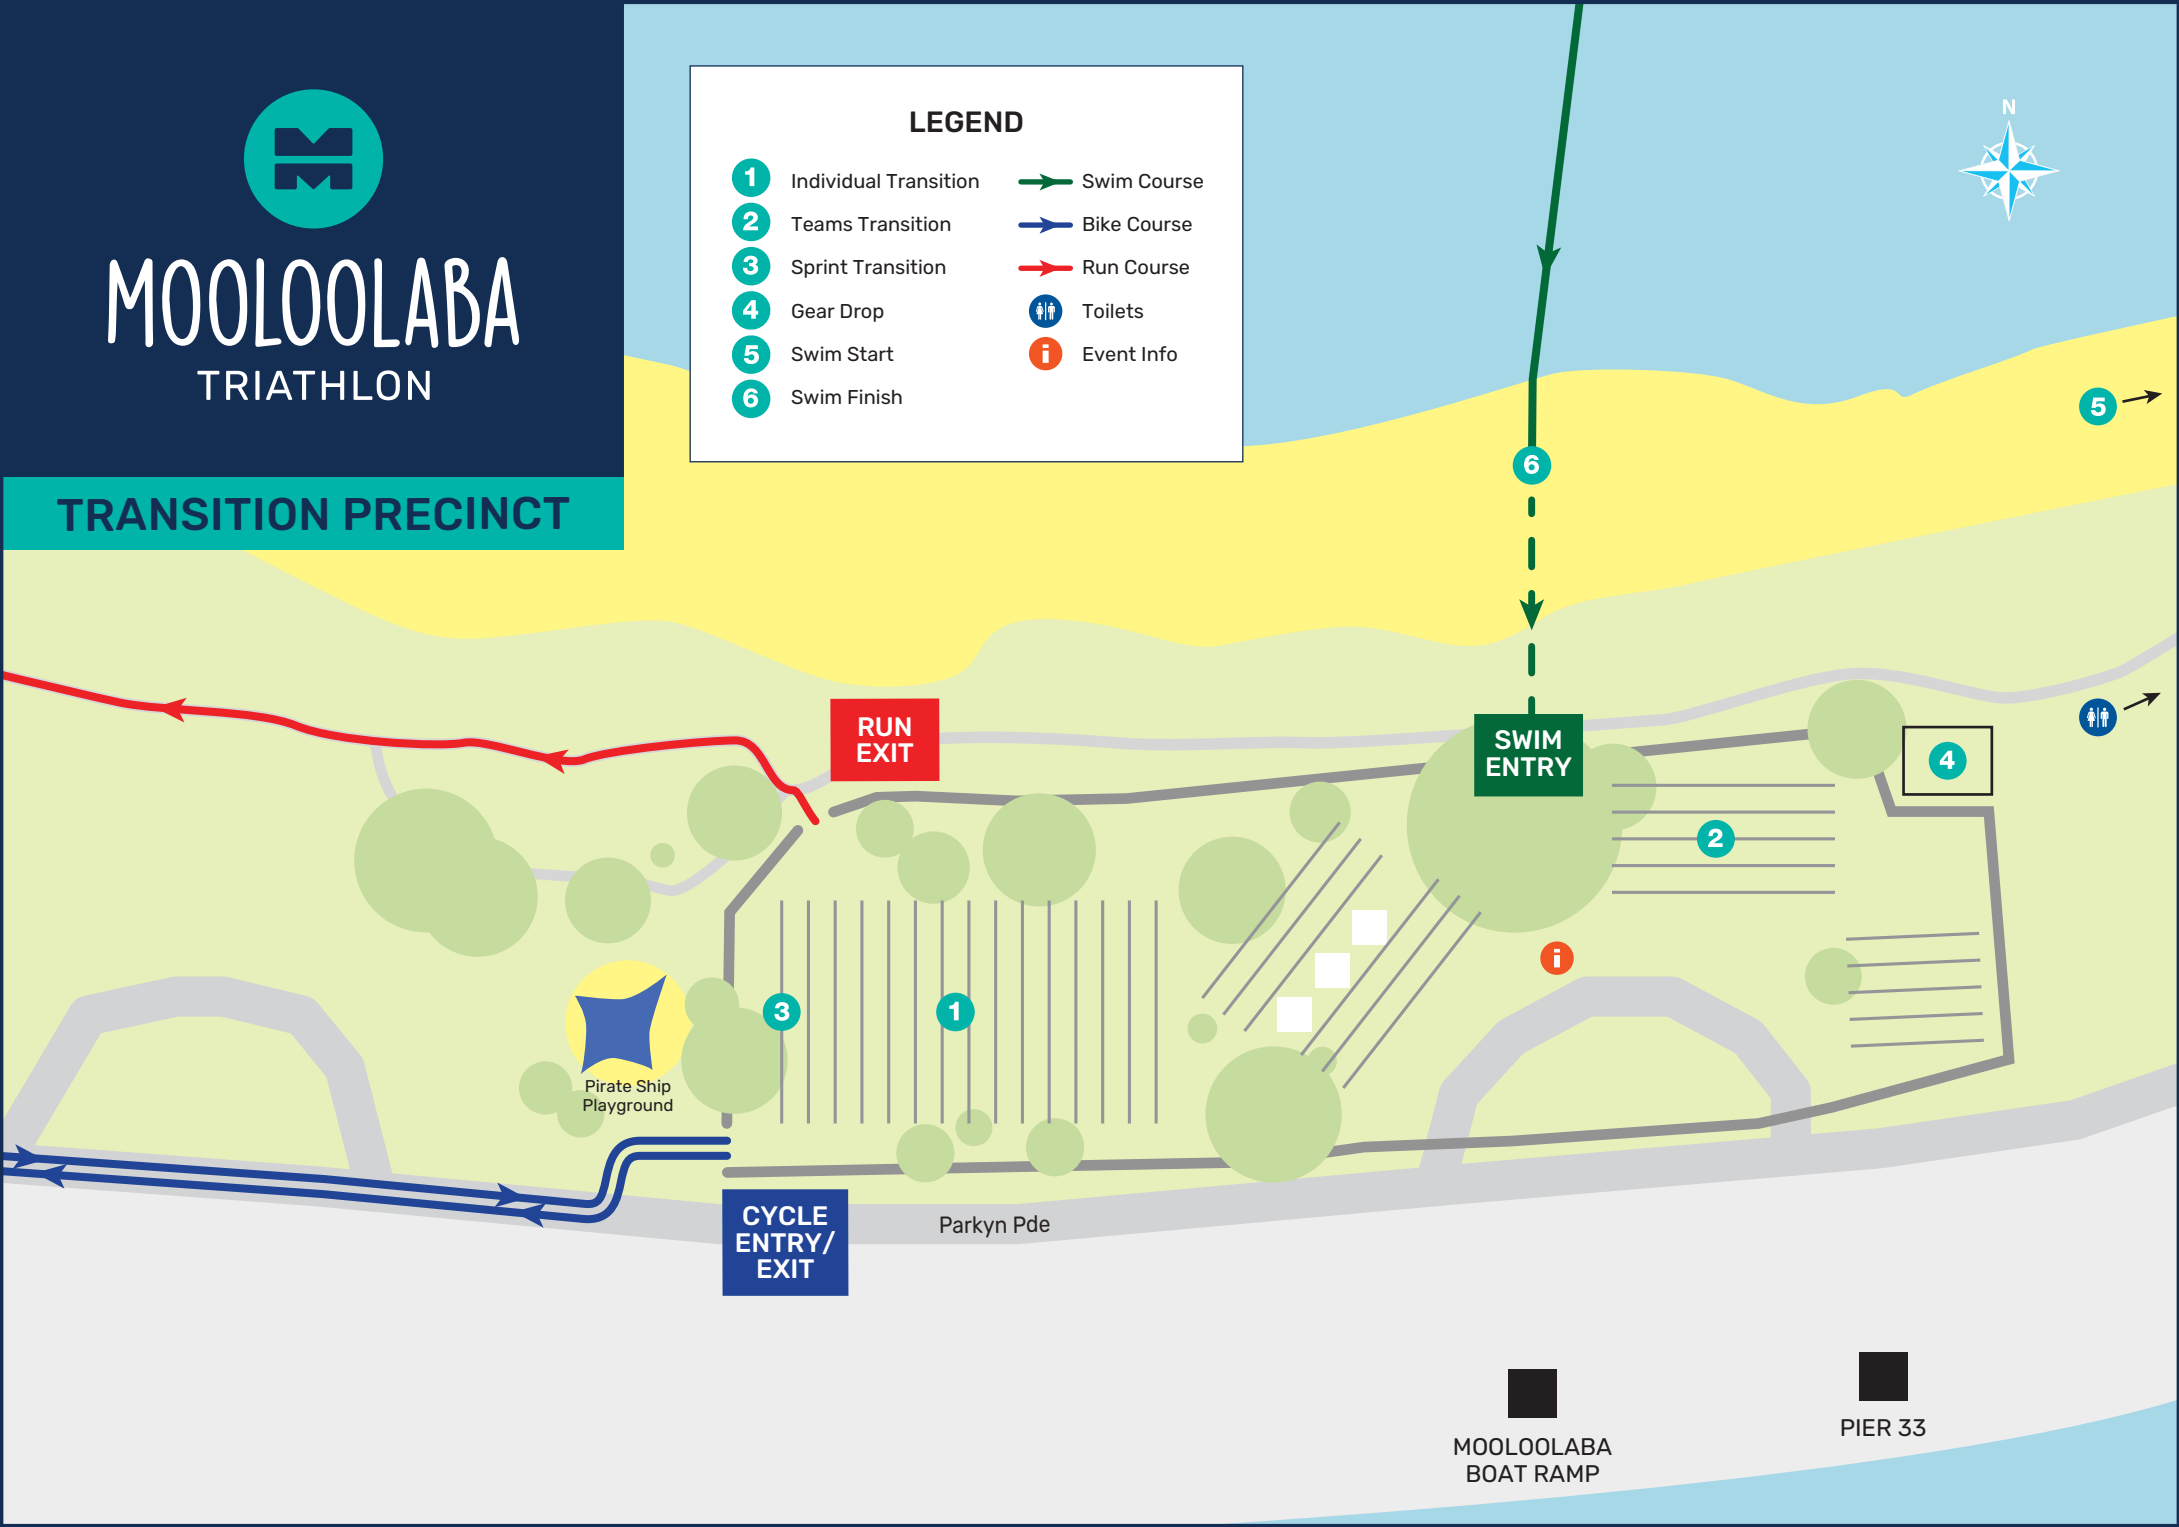 MOOLOOLABA
TRIATHLON
TRANSITION PRECINCT
LEGEND
1 Individual Transition
2 Teams Transition
3 Sprint Transition
4 Gear Drop
5 Swim Start
6 Swim Finish
Swim Course
Bike Course
Run Course
Toilets
i Event Info
N
5
6
RUN
EXIT
SWIM
ENTRY
4
2
i
3
1
Pirate Ship
Playground
CYCLE
ENTRY/
EXIT
Parkyn Pde
MOOLOOLABA
BOAT RAMP
PIER 33